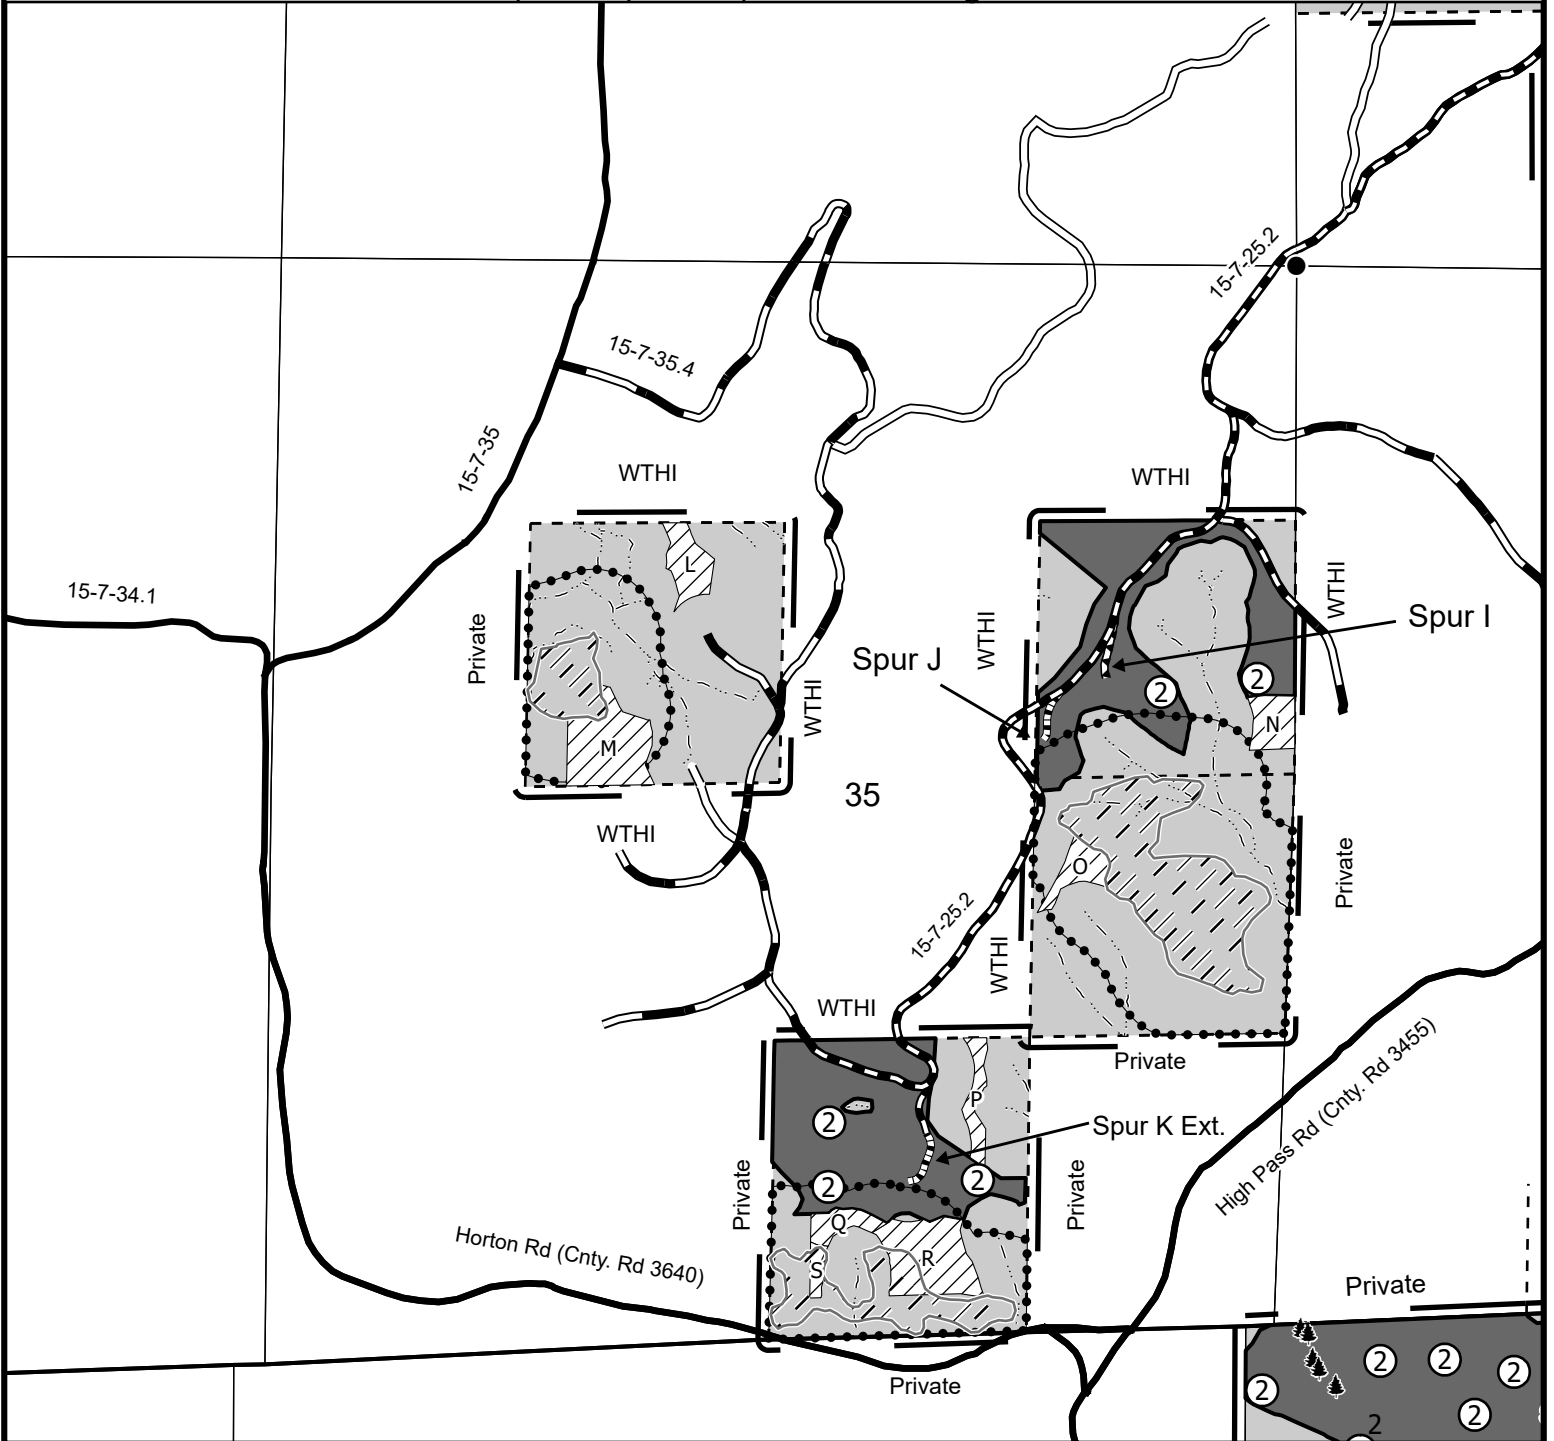 15-7-25.2
15-7-35.4
15-7-35
WTHI
WTHI
L
15-7-34.1
Private
WTHI
WTHI
Spur I
Spur J
2
2
WTHI
M
N
35
WTHI
O
Private
15-7-25.2
WTHI
WTHI
Private
High Pass Rd (Cnty. Rd 3455)
P
2
Spur K Ext.
Private
2
2
Private
Q
Horton Rd (Cnty. Rd 3640)
R
S
Private
Private
2
2
2
2
2
2